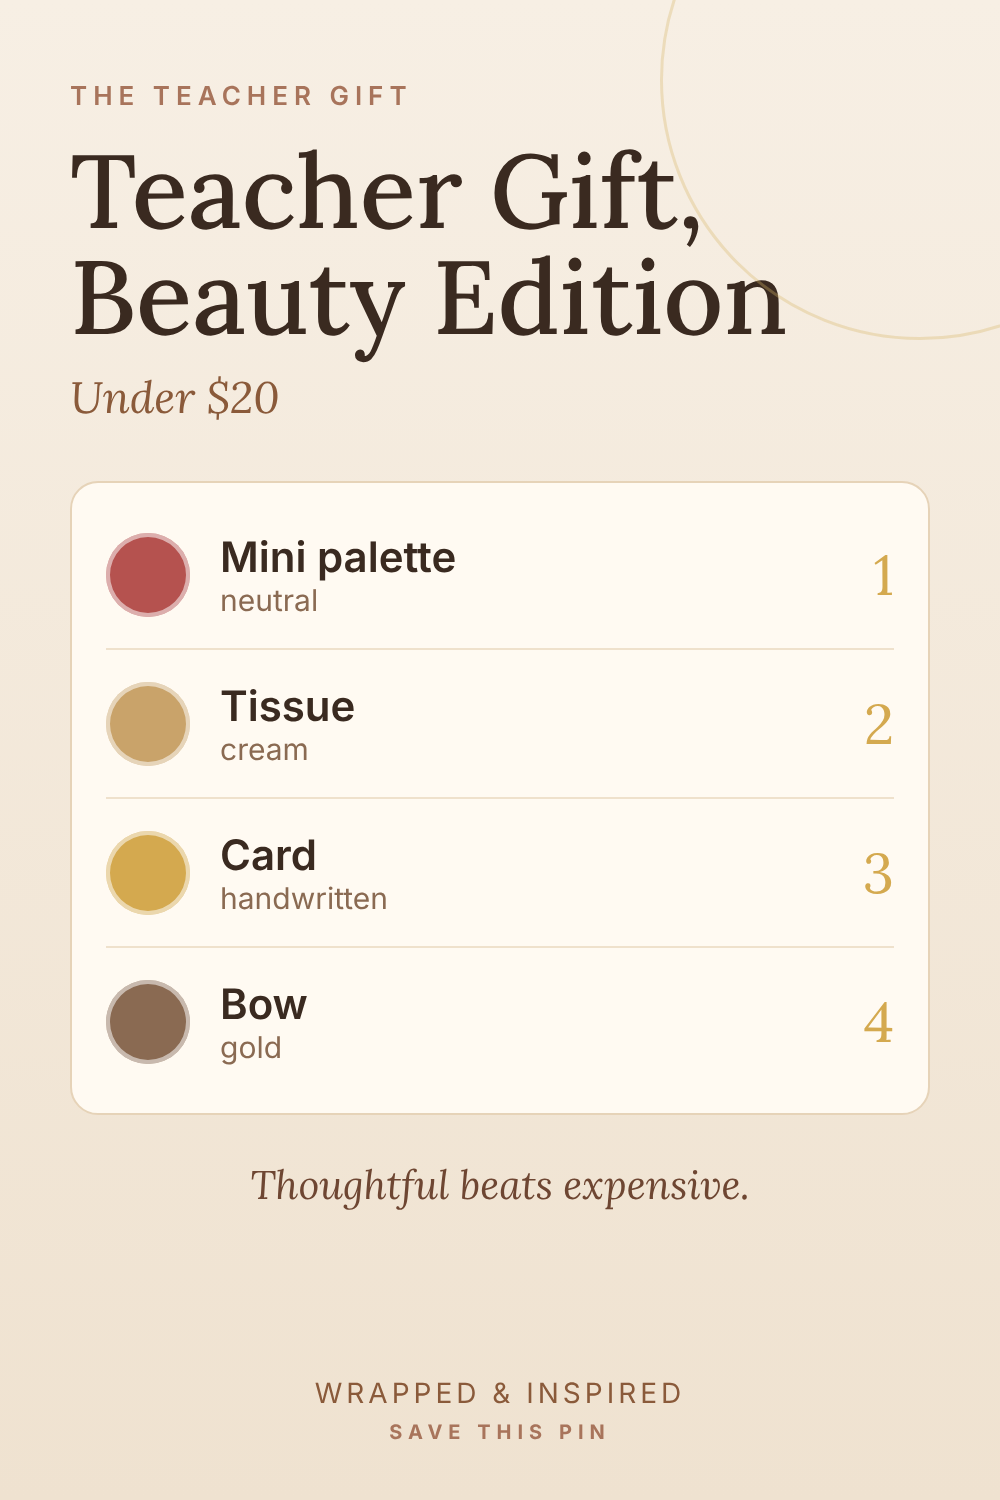 THE TEACHER GIFT
Teacher Gift,
Beauty Edition
Under $20
Mini palette
neutral
1
Tissue
cream
2
Card
handwritten
3
Bow
gold
4
Thoughtful beats expensive.
WRAPPED & INSPIRED
SAVE THIS PIN